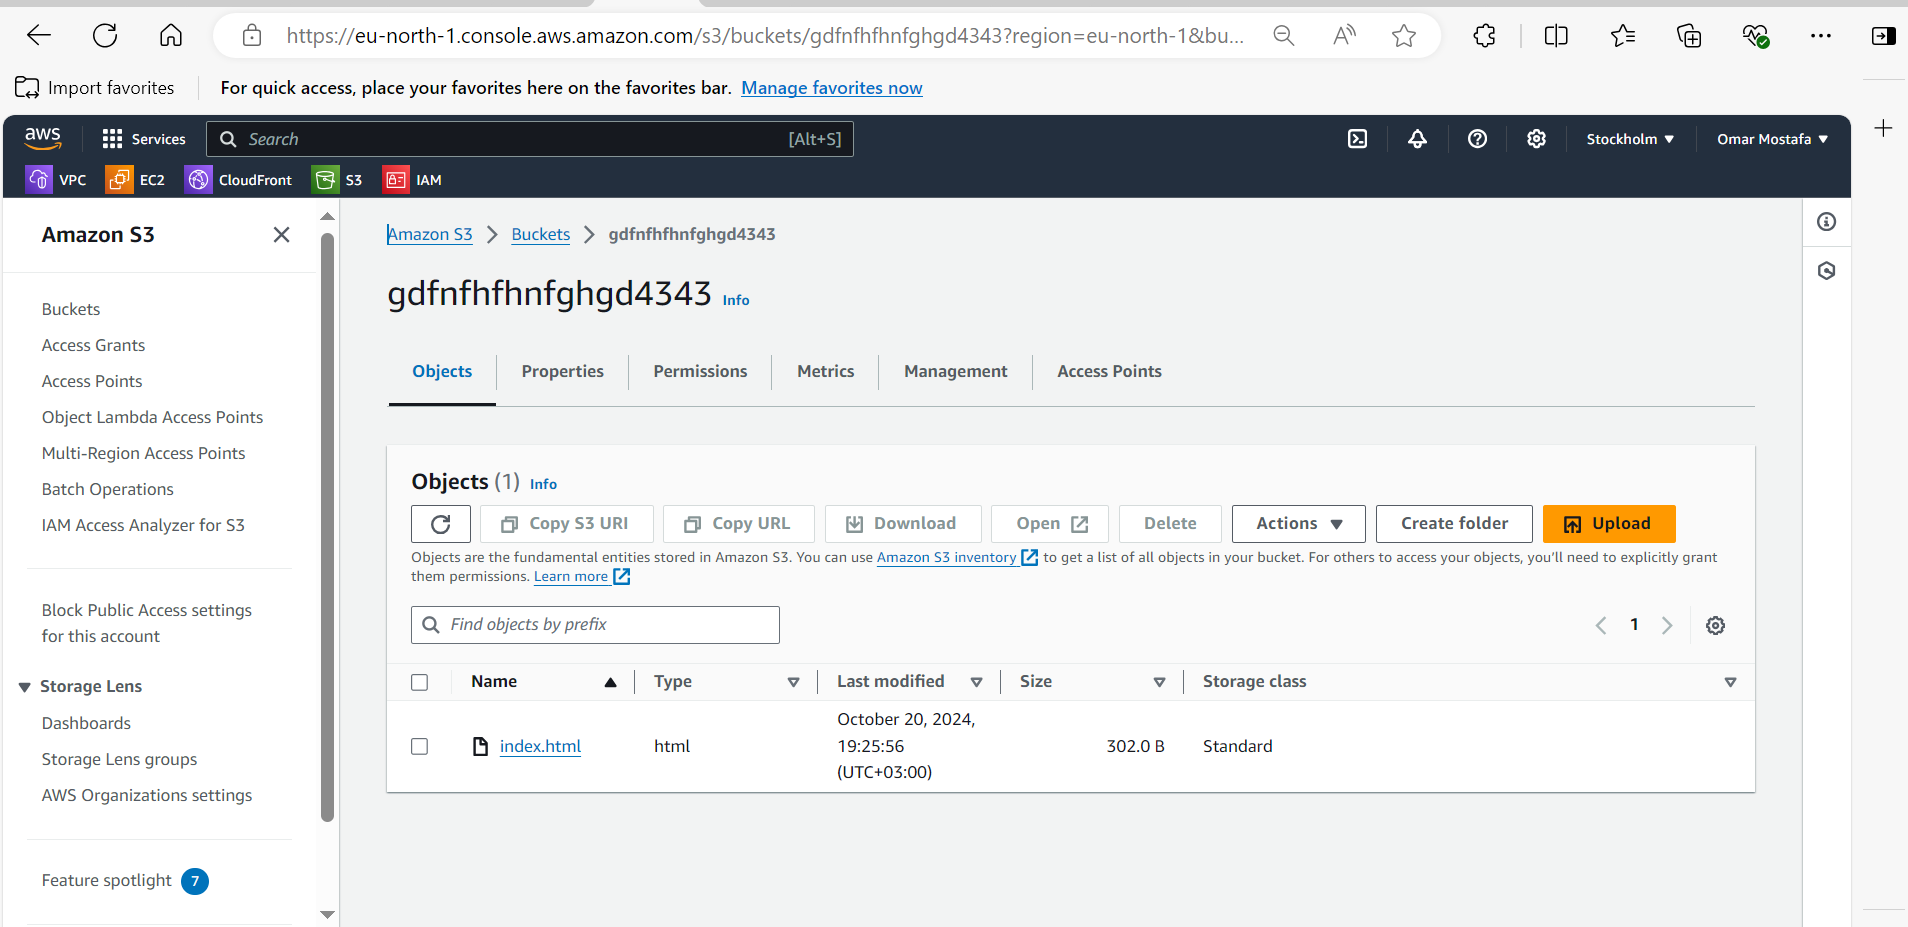 https://eu-north-1.console.aws.amazon.com/s3/buckets/gdfnfhfhnfghgd4343?region=eu-north-1&bu...
Import favorites
For quick access, place your favorites here on the favorites bar. Manage favorites now
aws
Services
Search
[Alt+S]
Stockholm
Omar Mostafa
VPC
EC2
CloudFront
S3
IAM
Amazon S3
Buckets
Access Grants
Access Points
Object Lambda Access Points
Multi-Region Access Points
Batch Operations
IAM Access Analyzer for S3
Block Public Access settings
for this account
Storage Lens
Dashboards
Storage Lens groups
AWS Organizations settings
Feature spotlight 7
Amazon S3 > Buckets > gdfnfhfhnfghgd4343
gdfnfhfhnfghgd4343 Info
Objects
Properties
Permissions
Metrics
Management
Access Points
Objects (1) Info
Copy S3 URI
Copy URL
Download
Open
Delete
Actions
Create folder
Upload
Objects are the fundamental entities stored in Amazon S3. You can use Amazon S3 inventory to get a list of all objects in your bucket. For others to access your objects, you’ll need to explicitly grant
them permissions. Learn more
Find objects by prefix
1
Name
Type
Last modified
Size
Storage class
index.html
html
October 20, 2024,
19:25:56
(UTC+03:00)
302.0 B
Standard